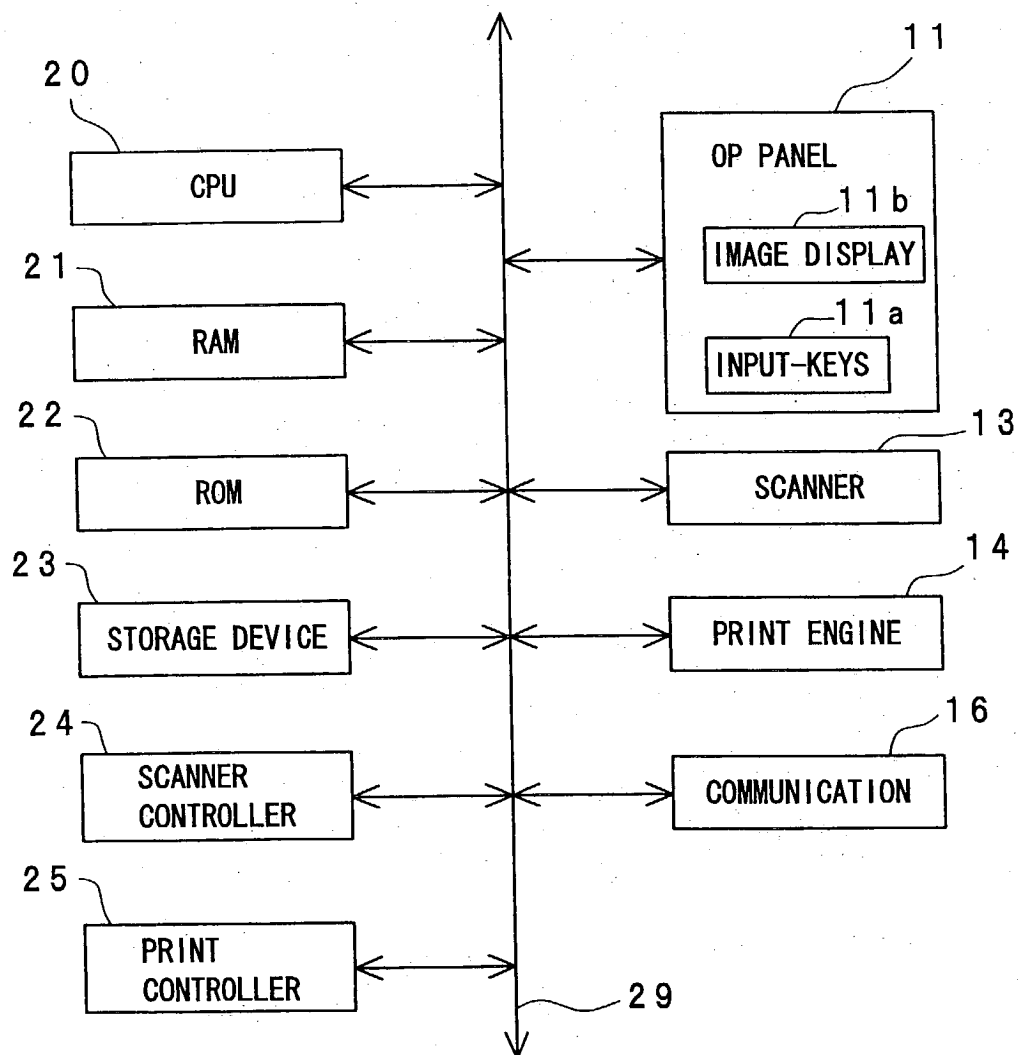 20
CPU
21
RAM
22
ROM
23
STORAGE DEVICE
24
SCANNER
CONTROLLER
25
PRINT
CONTROLLER
11
OP PANEL
11b
IMAGE DISPLAY
11a
INPUT-KEYS
13
SCANNER
14
PRINT ENGINE
16
COMMUNICATION
29